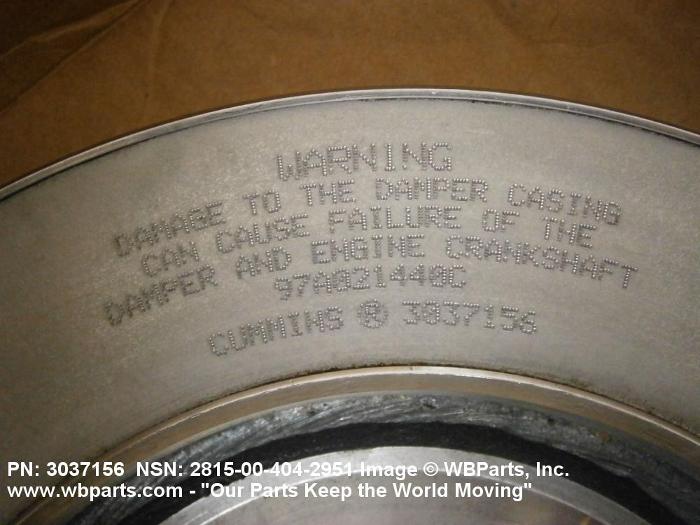 WARNING
DAMAGE TO THE DAMPER CASING
CAN CAUSE FAILURE OF THE
DAMPER AND ENGINE CRANKSHAFT
97A021440C
CUMMINS ® 3037156
PN: 3037156 NSN: 2815-00-404-2951 Image © WBParts, Inc.
www.wbparts.com - "Our Parts Keep the World Moving"